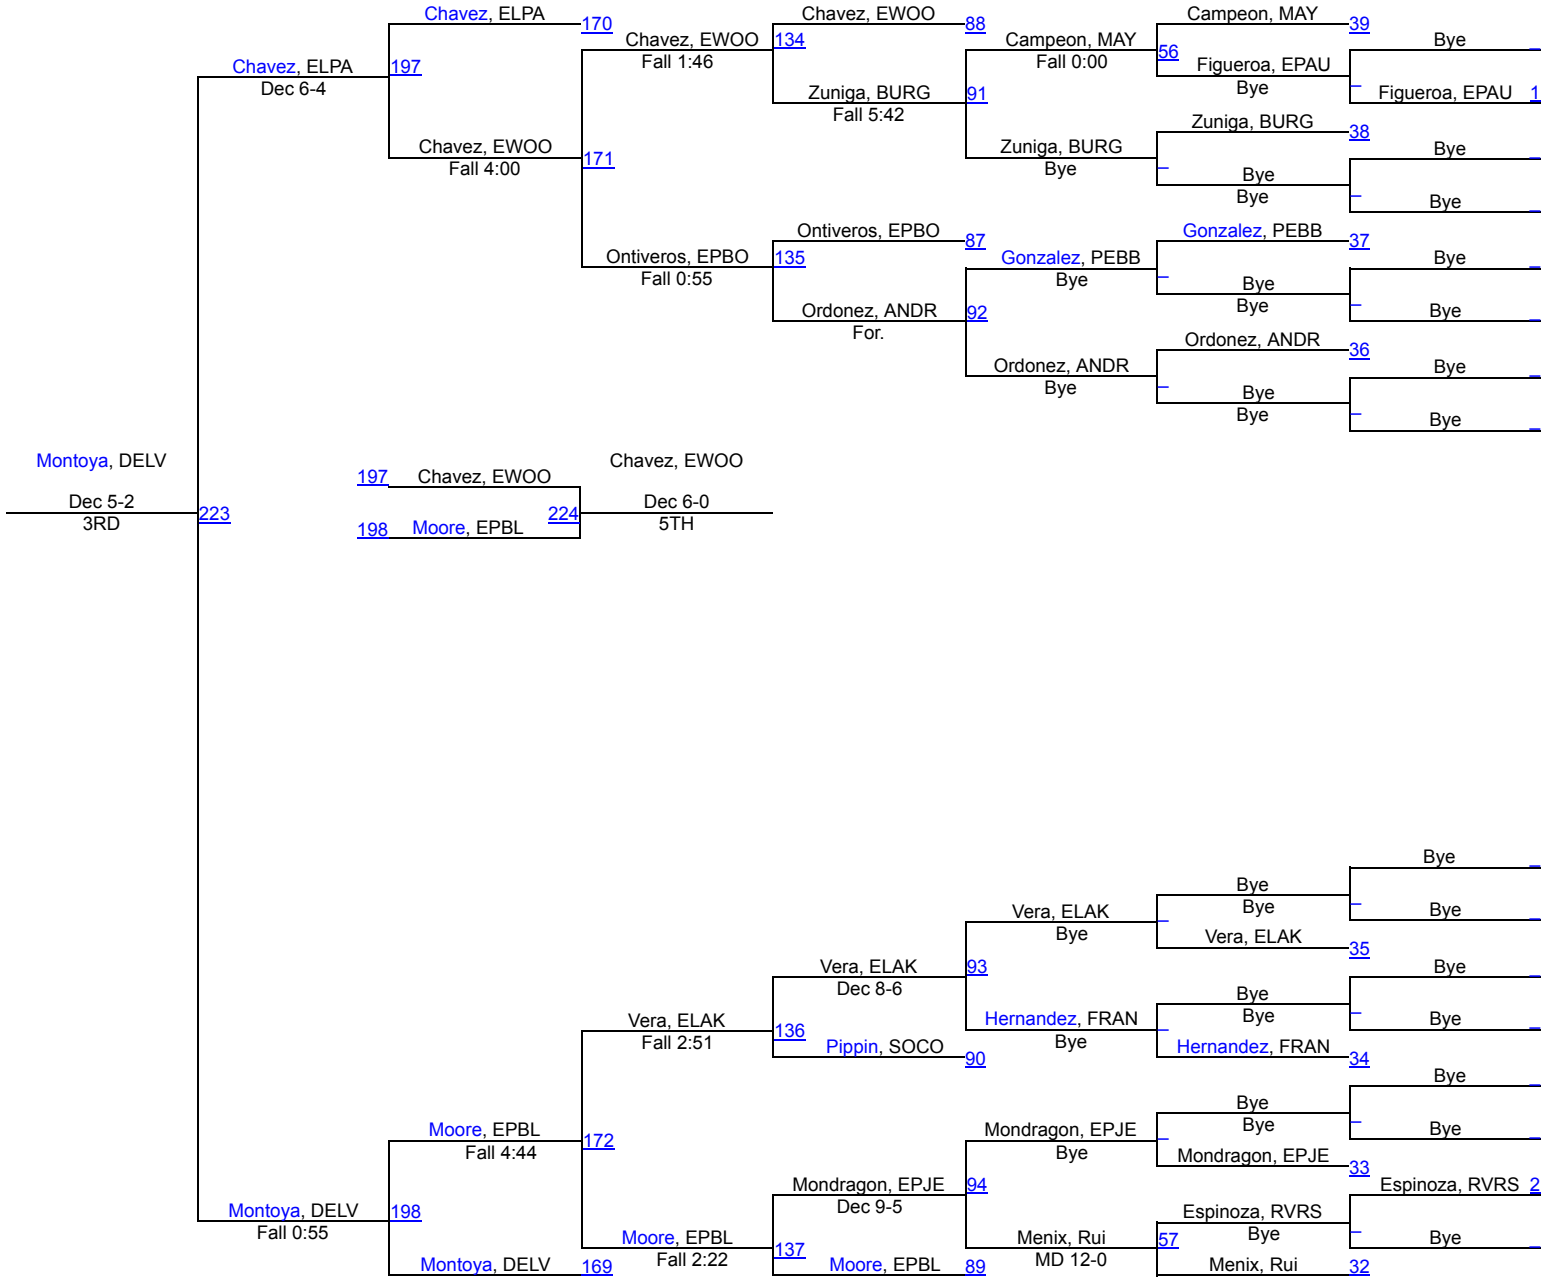 Chavez, ELPA 170
Chavez, EWOO 88
Campeon, MAY 39
Chavez, EWOO 134
Fall 1:46
Campeon, MAY 56
Fall 0:00
Bye
Chavez, ELPA 197
Dec 6-4
Figueroa, EPAU
Bye
Zuniga, BURG 91
Fall 5:42
Figueroa, EPAU 1
Zuniga, BURG 38
Chavez, EWOO 171
Fall 4:00
Zuniga, BURG
Bye
Bye
Bye
Bye
Bye
Ontiveros, EPBO 87
Gonzalez, PEBB 37
Ontiveros, EPBO 135
Fall 0:55
Gonzalez, PEBB
Bye
Bye
Bye
Bye
Ordonez, ANDR 92
For.
Bye
Ordonez, ANDR 36
Ordonez, ANDR
Bye
Bye
Bye
Bye
Bye
Montoya, DELV
Chavez, EWOO
197 Chavez, EWOO
Dec 5-2
3RD
223
Dec 6-0
5TH
224
198 Moore, EPBL
Bye
Bye
Bye
Vera, ELAK
Bye
Bye
Vera, ELAK 35
Vera, ELAK 93
Dec 8-6
Bye
Bye
Bye
Vera, ELAK 136
Fall 2:51
Hernandez, FRAN
Bye
Bye
Pippin, SOCO 90
Hernandez, FRAN 34
Bye
Bye
Bye
Moore, EPBL 172
Fall 4:44
Mondragon, EPJE
Bye
Bye
Mondragon, EPJE 33
Mondragon, EPJE 94
Dec 9-5
Espinoza, RVRS 2
Montoya, DELV 198
Fall 0:55
Espinoza, RVRS
Bye
Moore, EPBL 137
Fall 2:22
Menix, Rui 57
MD 12-0
Bye
Montoya, DELV 169
Moore, EPBL 89
Menix, Rui 32